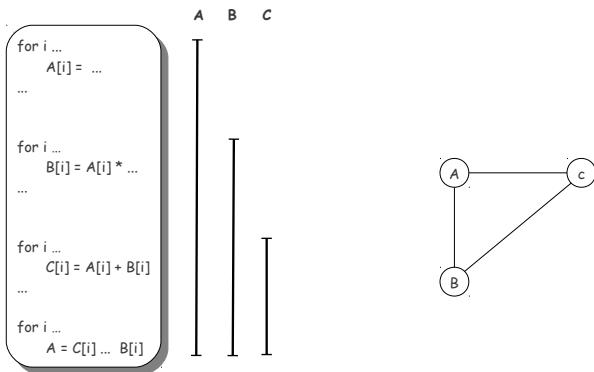 A B C
for i ...
A[i] = ...
...
for i ...
B[i] = A[i] * ...
...
for i ...
C[i] = A[i] + B[i]
...
for i ...
A = C[i] ... B[i]
A
c
B